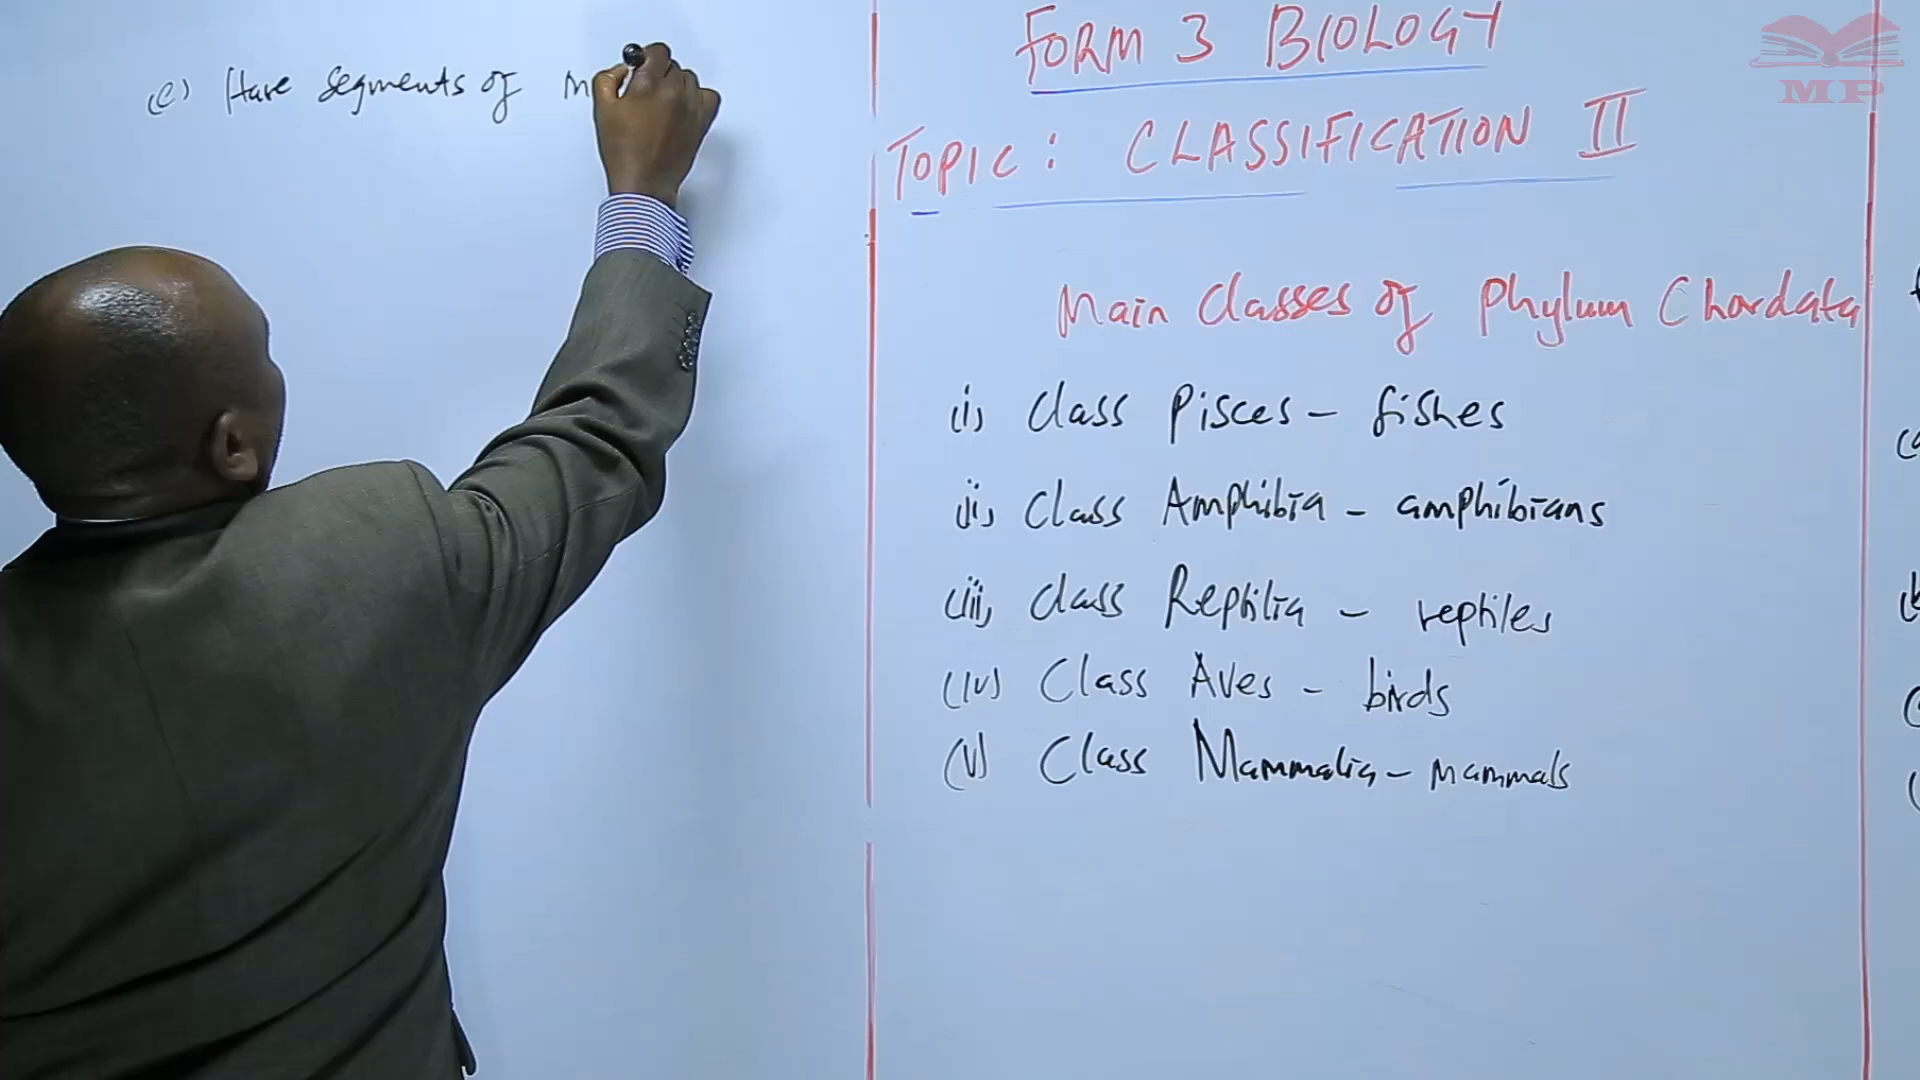 (e) Have segments of m
FORM 3 BIOLOGY
TOPIC: CLASSIFICATION II
Main Classes of Phylum Chordata
(i) Class Pisces - fishes
(ii) Class Amphibia - amphibians
(iii) Class Reptilia - reptiles
(iv) Class Aves - birds
(v) Class Mammalia - mammals
MP